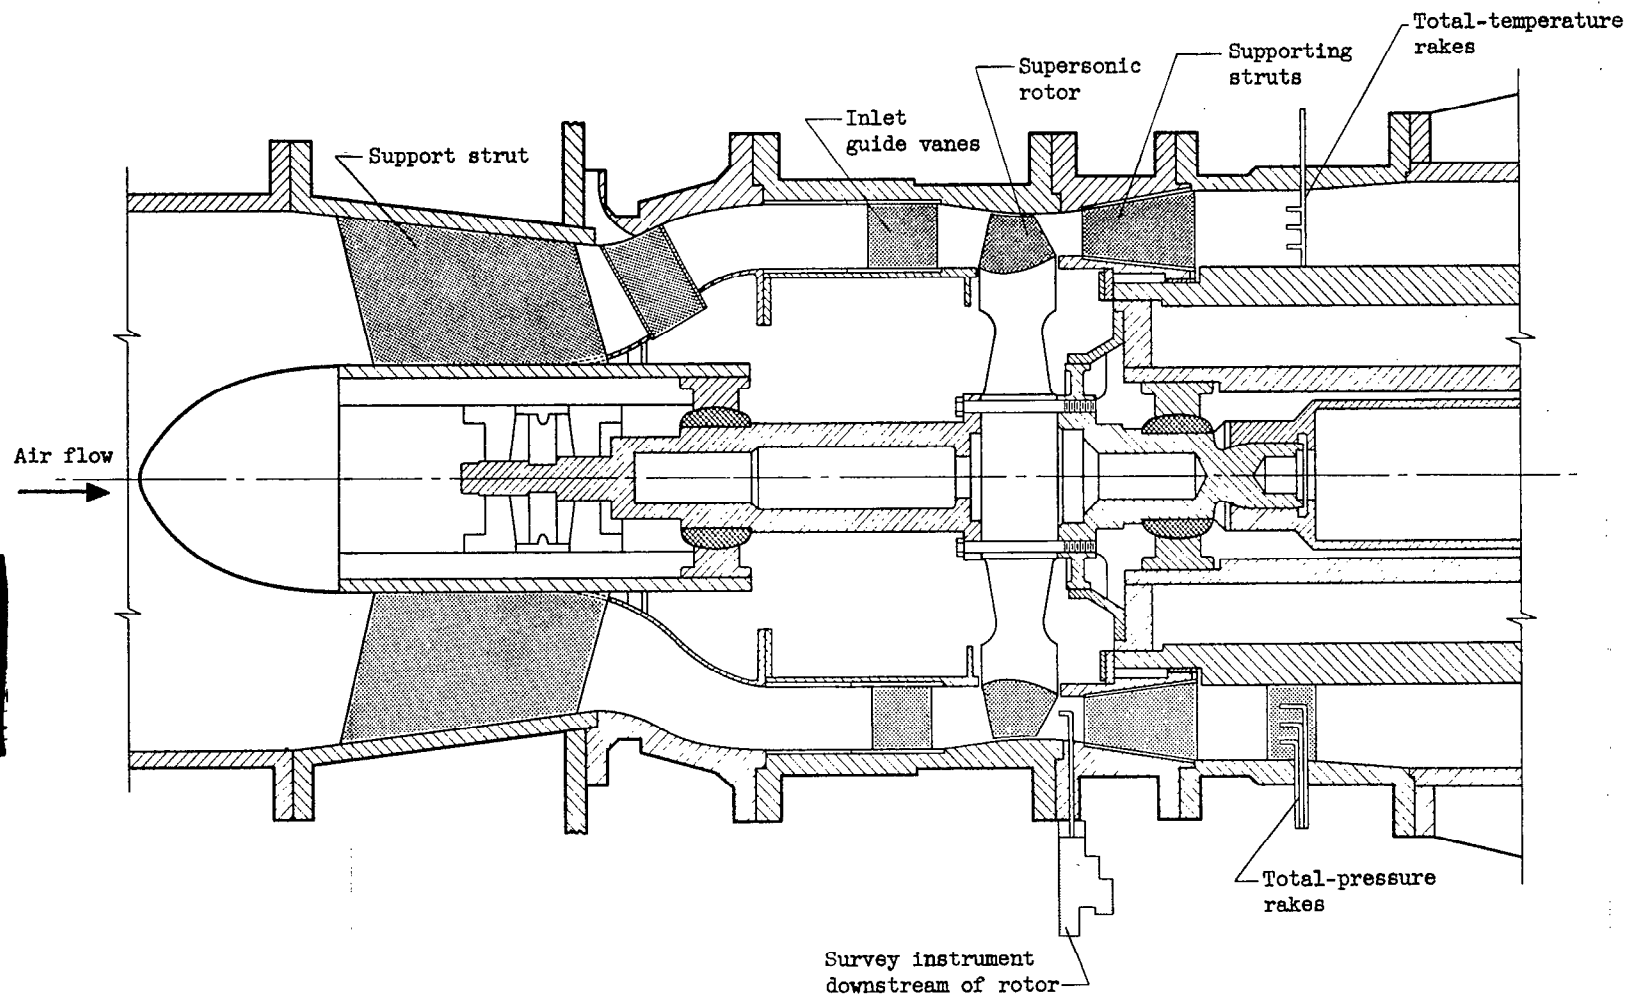 Total-temperature
rakes
Supporting
struts
Supersonic
rotor
Inlet
guide vanes
Support strut
Air flow
Total-pressure
rakes
Survey instrument
downstream of rotor